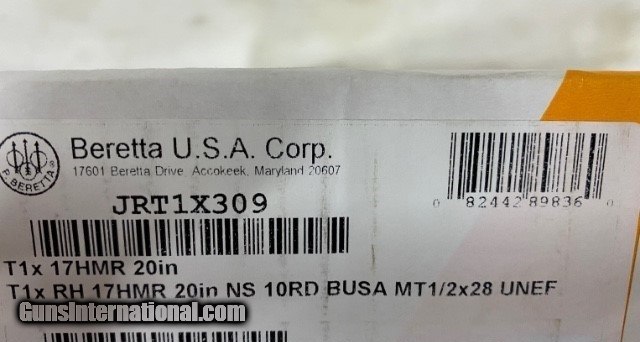 Beretta U.S.A. Corp.
17601 Beretta Drive, Accokeek, Maryland 20607
P. BERETTA
JRT1X309
0 82442 89836 0
T1x 17HMR 20in
T1x RH 17HMR 20in NS 10RD BUSA MT1/2x28 UNEF
GunsInternational.com